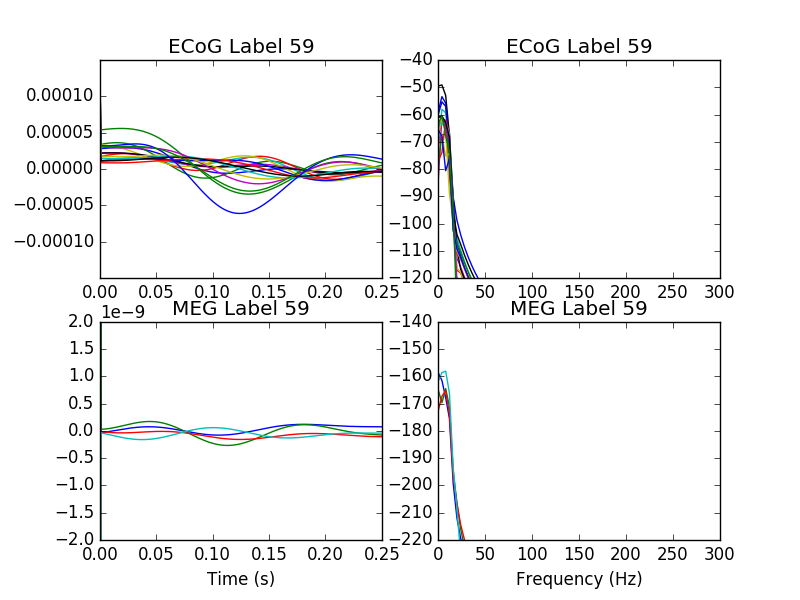 ECoG Label 59
0.00010
0.00005
0.00000
−0.00005
−0.00010
0.00 0.05 0.10 0.15 0.20 0.25
ECoG Label 59
−40
−50
−60
−70
−80
−90
−100
−110
−120
0 50 100 150 200 250 300
MEG Label 59
1e−9
2.0
1.5
1.0
0.5
0.0
−0.5
−1.0
−1.5
−2.0
0.00 0.05 0.10 0.15 0.20 0.25
Time (s)
MEG Label 59
−140
−150
−160
−170
−180
−190
−200
−210
−220
0 50 100 150 200 250 300
Frequency (Hz)